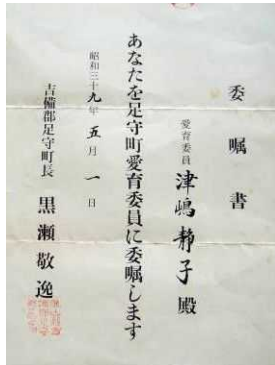 委嘱書
愛育委員 津嶋静子殿
あなたを足守町愛育委員に委嘱します
昭和三十九年五月一日
吉備郡足守町長 黒瀬敬逸